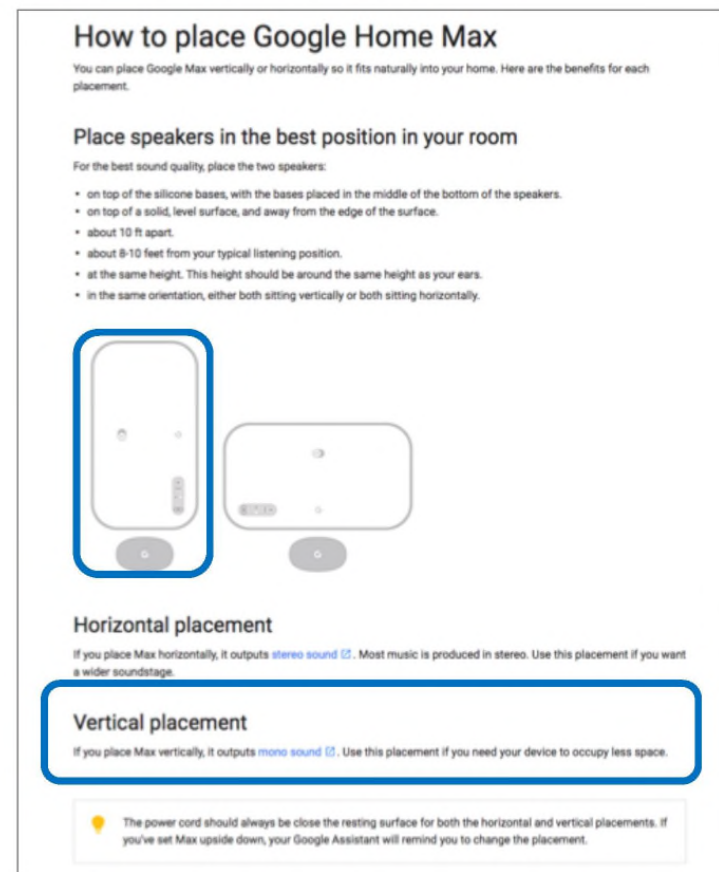 How to place Google Home Max
You can place Google Max vertically or horizontally so it fits naturally into your home. Here are the benefits for each
placement.
Place speakers in the best position in your room
For the best sound quality, place the two speakers:
• on top of the silicone bases, with the bases placed in the middle of the bottom of the speakers.
• on top of a solid, level surface, and away from the edge of the surface.
• about 10 ft apart.
• about 8-10 feet from your typical listening position.
• at the same height. This height should be around the same height as your ears.
• in the same orientation, either both sitting vertically or both sitting horizontally.
G
G
Horizontal placement
If you place Max horizontally, it outputs stereo sound. Most music is produced in stereo. Use this placement if you want
a wider soundstage.
Vertical placement
If you place Max vertically, it outputs mono sound. Use this placement if you need your device to occupy less space.
The power cord should always be close the resting surface for both the horizontal and vertical placements. If
you've set Max upside down, your Google Assistant will remind you to change the placement.